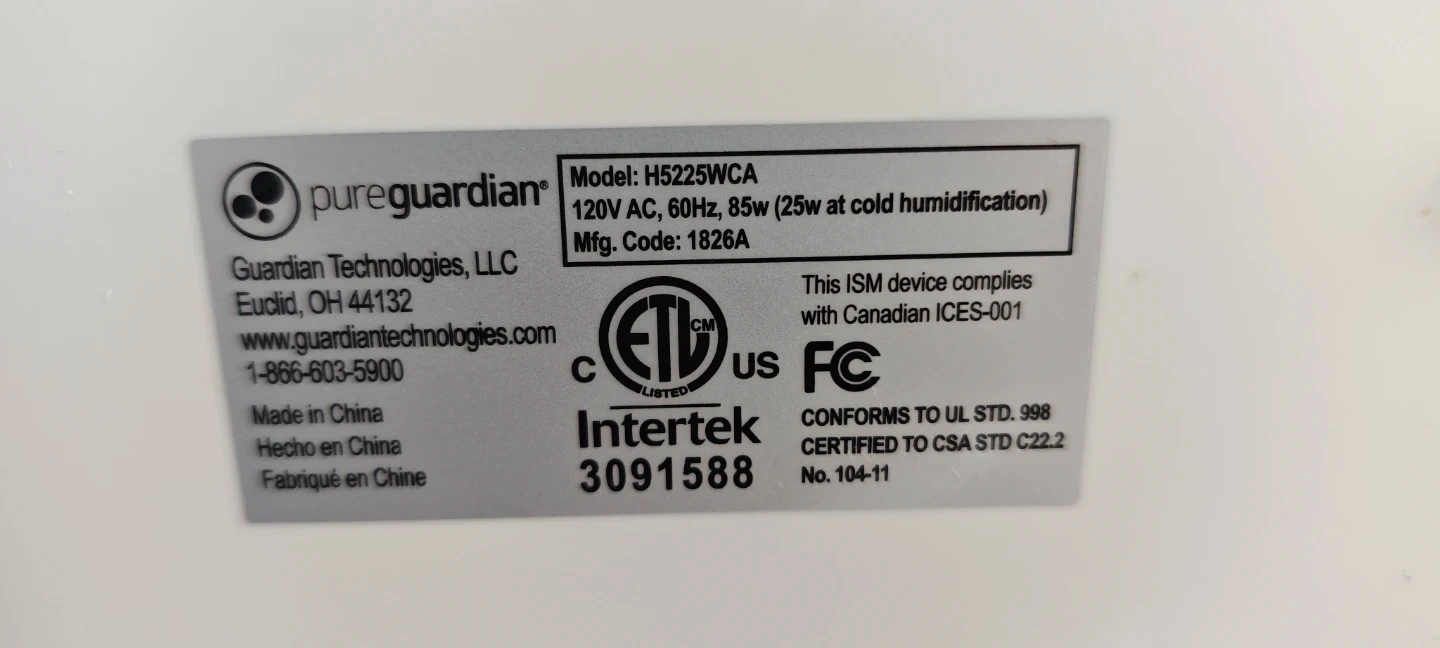 pureguardian®
Guardian Technologies, LLC
Euclid, OH 44132
www.guardiantechnologies.com
1-866-603-5900
Made in China
Hecho en China
Fabriqué en Chine
Model: H5225WCA
120V AC, 60Hz, 85w (25w at cold humidification)
Mfg. Code: 1826A
C ETL CM US
LISTED
Intertek
3091588
This ISM device complies
with Canadian ICES-001
FC
CONFORMS TO UL STD. 998
CERTIFIED TO CSA STD C22.2
No. 104-11